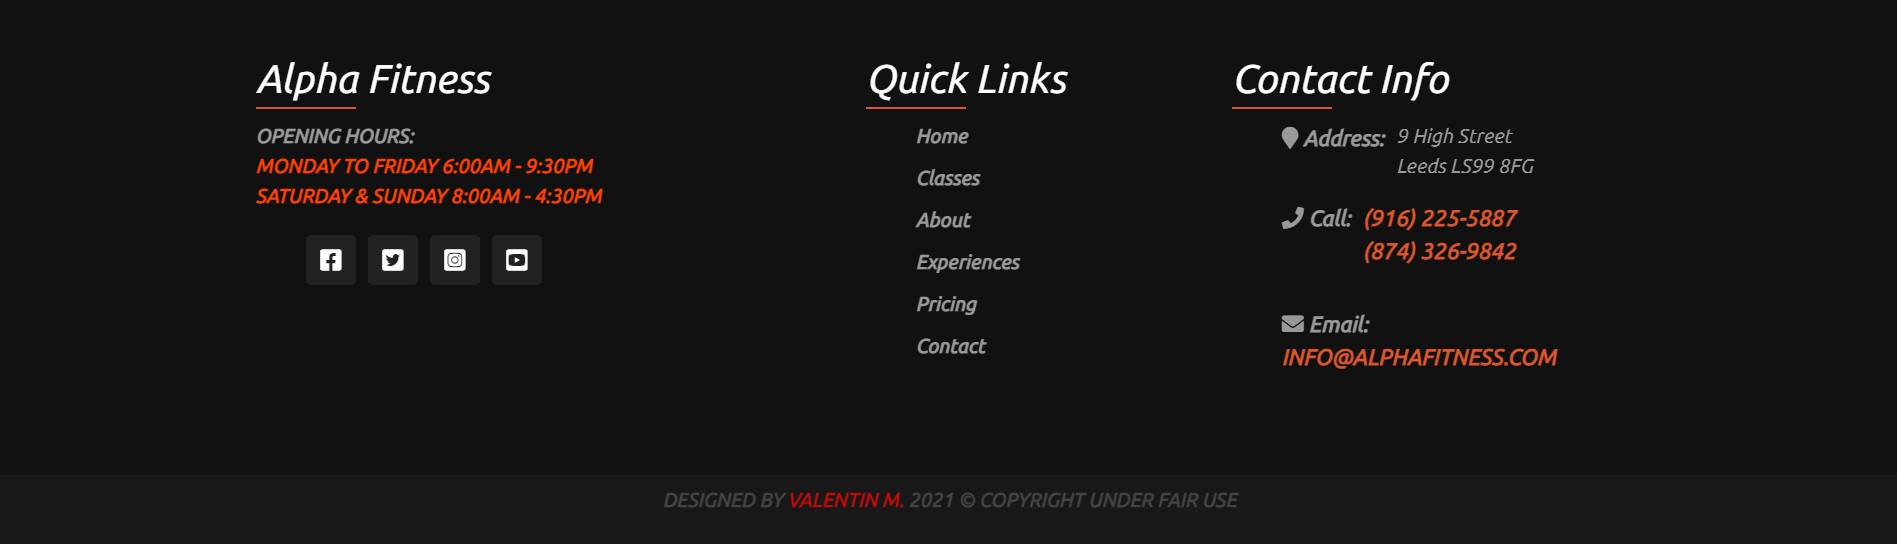 Alpha Fitness
OPENING HOURS:
MONDAY TO FRIDAY 6:00AM - 9:30PM
SATURDAY & SUNDAY 8:00AM - 4:30PM
Quick Links
Home
Classes
About
Experiences
Pricing
Contact
Contact Info
Address: 9 High Street
Leeds LS99 8FG
Call: (916) 225-5887
(874) 326-9842
Email:
INFO@ALPHAFITNESS.COM
DESIGNED BY VALENTIN M. 2021 © COPYRIGHT UNDER FAIR USE